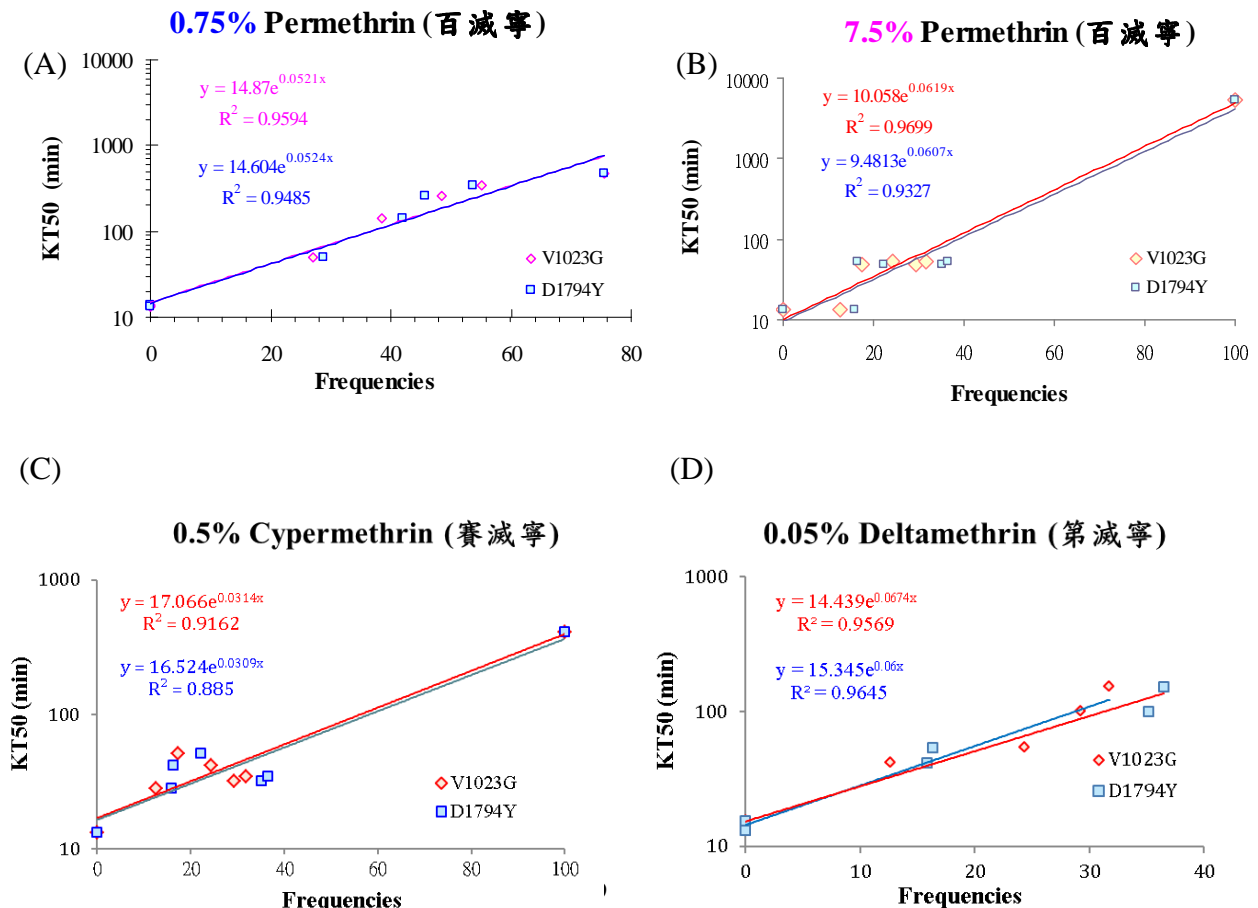 0.75% Permethrin (百滅寧)
(A)
10000
1000
100
10
KT50 (min)
y = 14.87e^0.0521x
R² = 0.9594
y = 14.604e^0.0524x
R² = 0.9485
V1023G
D1794Y
0 20 40 60 80
Frequencies
7.5% Permethrin (百滅寧)
(B)
10000
1000
100
10
KT50 (min)
y = 10.058e^0.0619x
R² = 0.9699
y = 9.4813e^0.0607x
R² = 0.9327
V1023G
D1794Y
0 20 40 60 80 100
Frequencies
(C)
0.5% Cypermethrin (賽滅寧)
1000
100
10
KT50 (min)
y = 17.066e^0.0314x
R² = 0.9162
y = 16.524e^0.0309x
R² = 0.885
V1023G
D1794Y
0 20 40 60 80 100
Frequencies
)
(D)
0.05% Deltamethrin (第滅寧)
1000
100
10
KT50 (min)
y = 14.439e^0.0674x
R² = 0.9569
y = 15.345e^0.06x
R² = 0.9645
V1023G
D1794Y
0 10 20 30 40
Frequencies